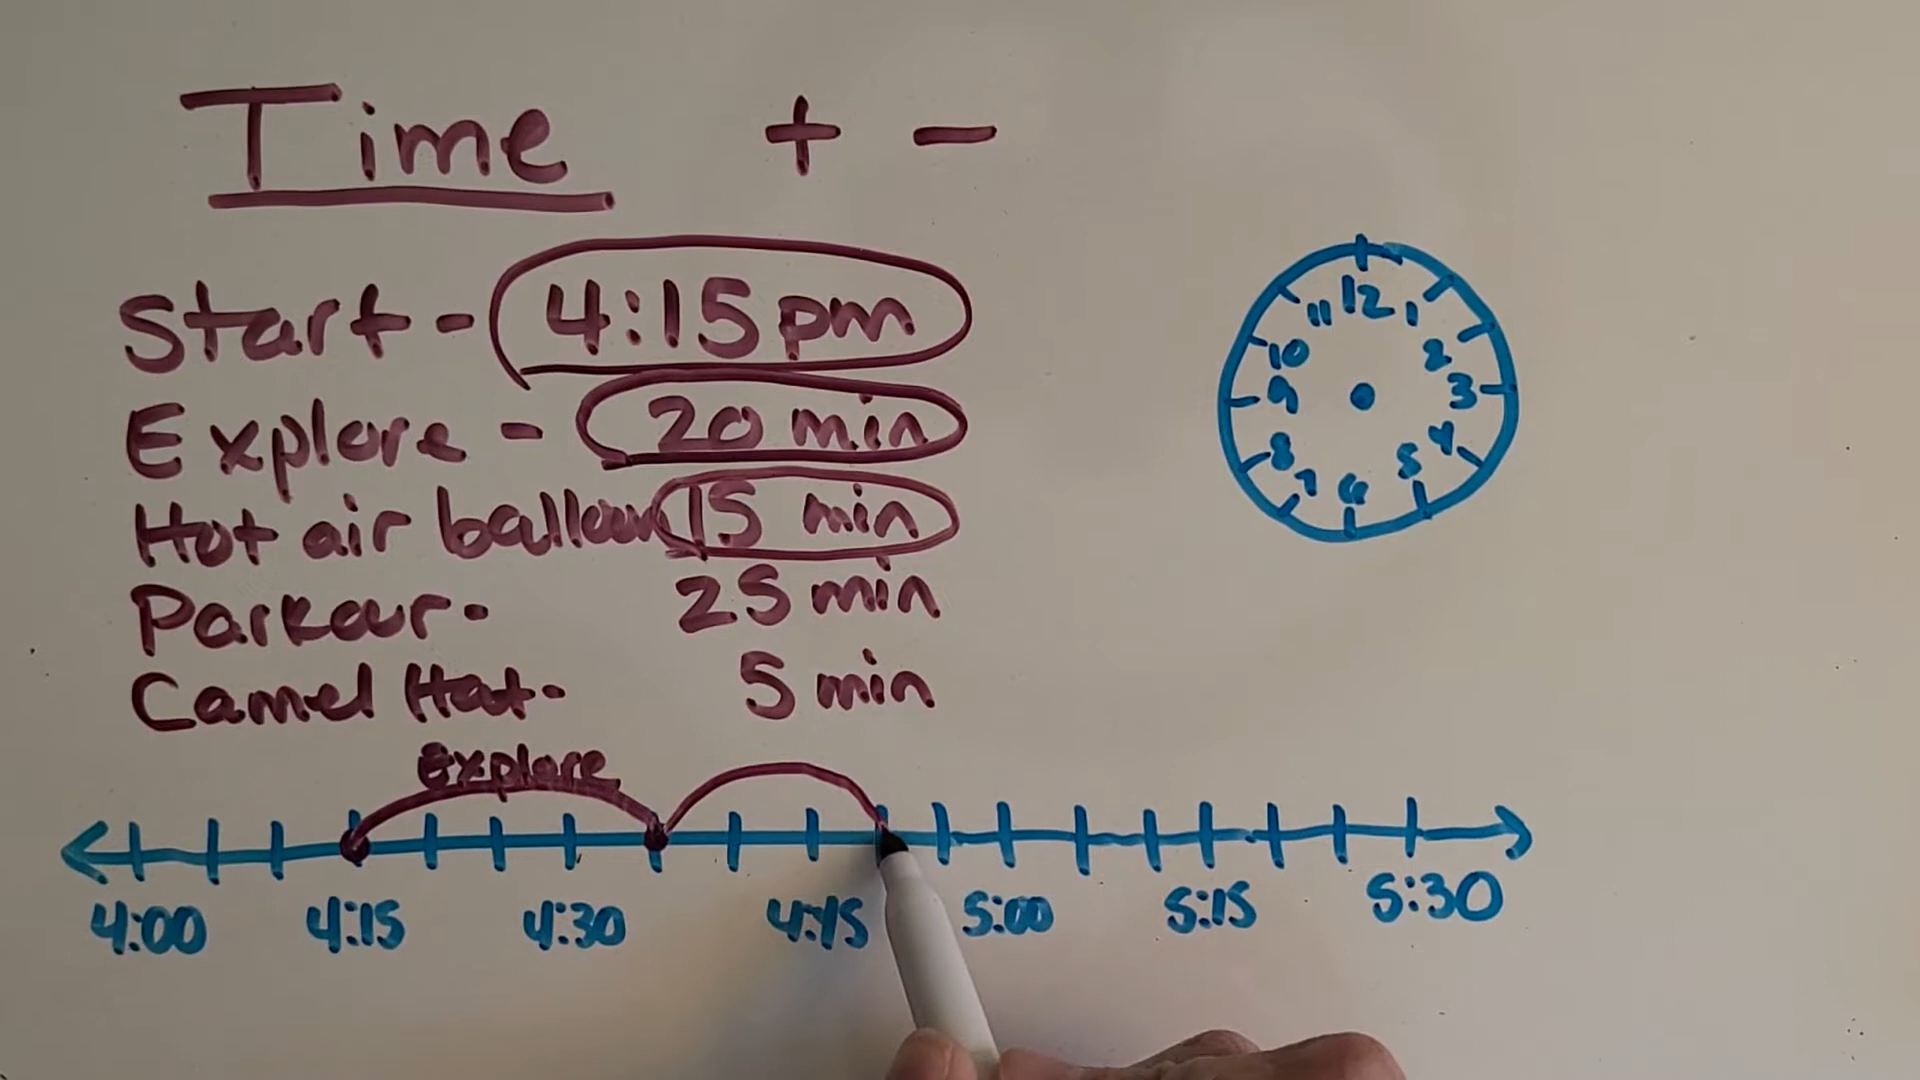 Time + -
Start - 4:15 pm
Explore - 20 min
Hot air balloon 15 min
Parkour - 25 min
Camel Hat - 5 min
Explore
4:00 4:15 4:30 4:45 5:00 5:15 5:30
12
11 1
10 2
9 3
8 4
7 5
6